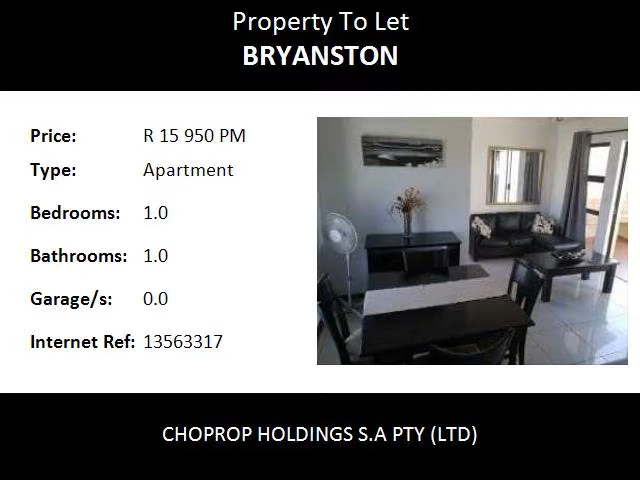 Property To Let
BRYANSTON
Price: R 15 950 PM
Type: Apartment
Bedrooms: 1.0
Bathrooms: 1.0
Garage/s: 0.0
Internet Ref: 13563317
CHOPROP HOLDINGS S.A PTY (LTD)